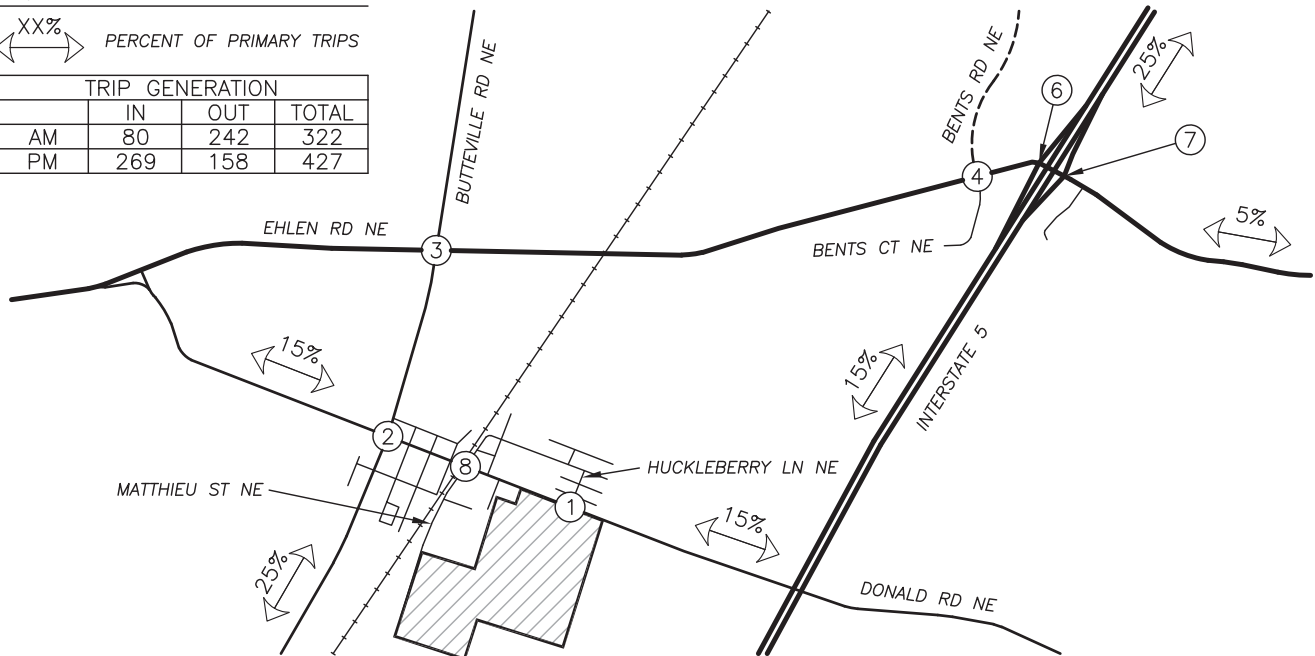 XX%
PERCENT OF PRIMARY TRIPS
TRIP GENERATION
IN OUT TOTAL
AM 80 242 322
PM 269 158 427
BUTTEVILLE RD NE
BENTS RD NE
25%
6
7
4
EHLEN RD NE
3
BENTS CT NE
5%
15%
15%
INTERSTATE 5
2
8
HUCKLEBERRY LN NE
MATTHIEU ST NE
1
15%
25%
DONALD RD NE